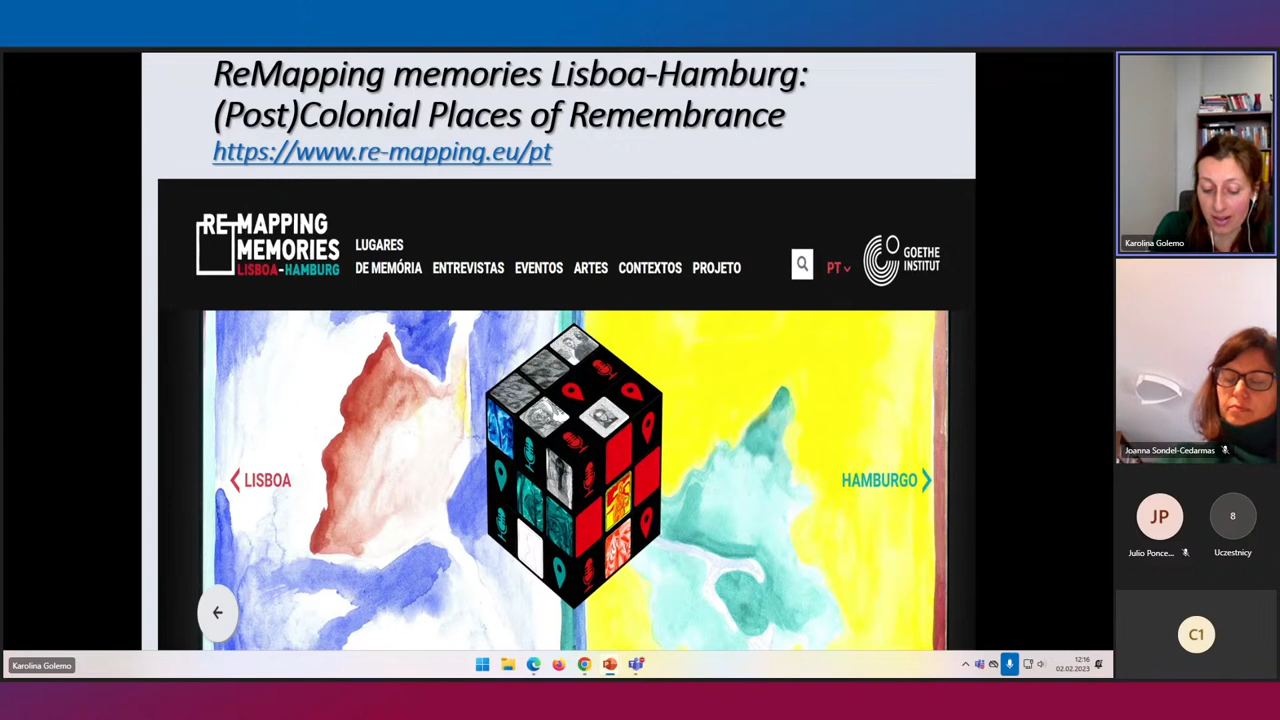 ReMapping memories Lisboa-Hamburg:
(Post)Colonial Places of Remembrance
https://www.re-mapping.eu/pt
RE-MAPPING
MEMORIES
LISBOA-HAMBURG
LUGARES
DE MEMÓRIA
ENTREVISTAS
EVENTOS
ARTES
CONTEXTOS
PROJETO
PT
GOETHE
INSTITUT
LISBOA
HAMBURGO
Karolina Golemo
Joanna Sondel-Cedarmas
JP
Julio Ponce...
8
Uczestnicy
C1
Karolina Golemo
12:16
02.02.2023